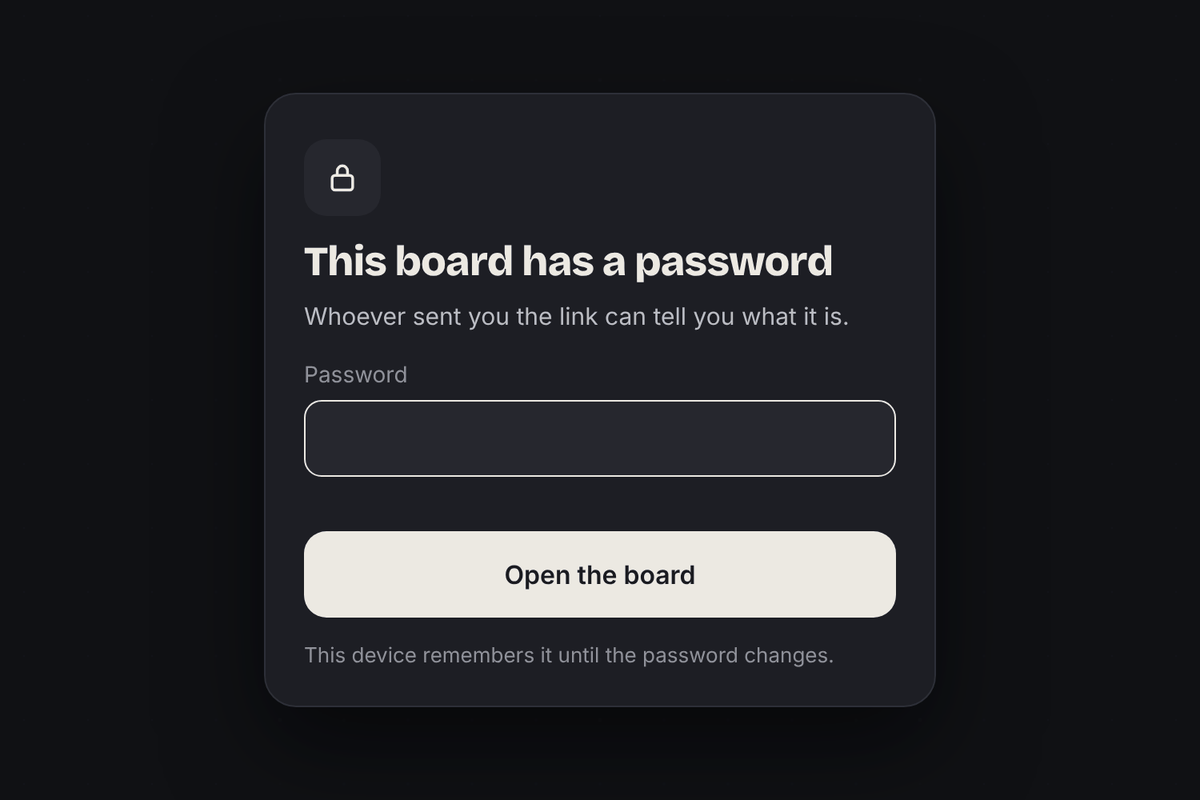 This board has a password
Whoever sent you the link can tell you what it is.
Password
Open the board
This device remembers it until the password changes.